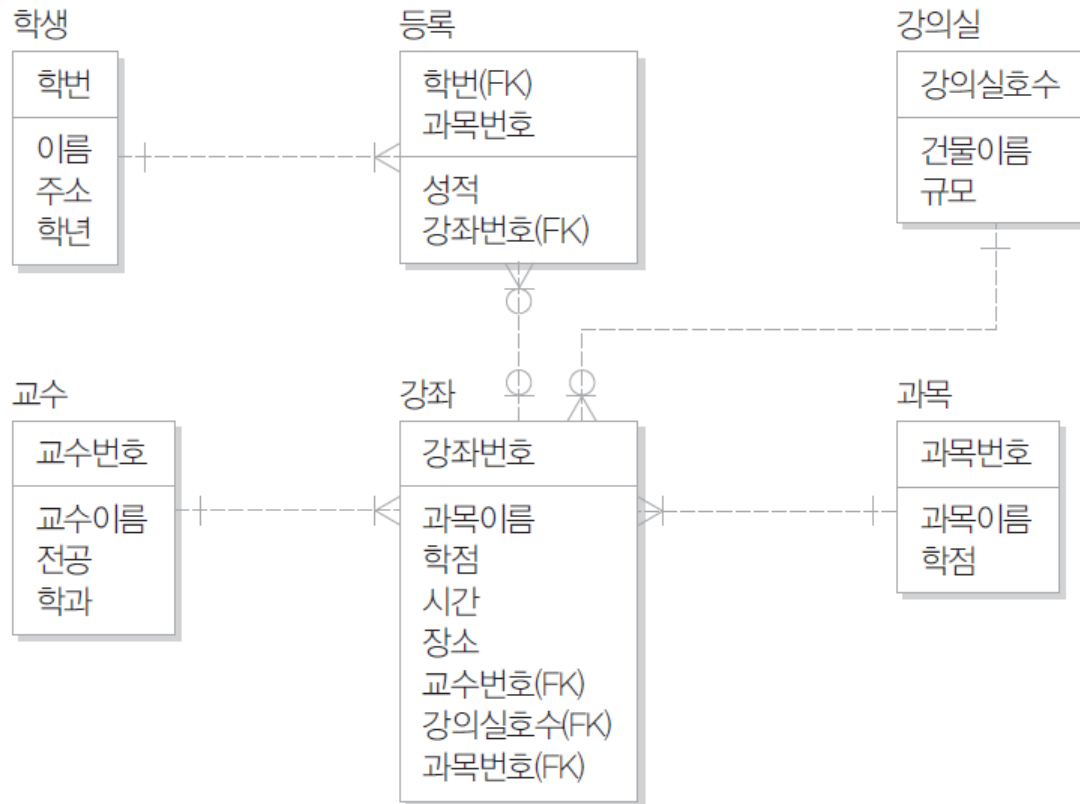 학생
학번
이름
주소
학년
등록
학번(FK)
과목번호
성적
강좌번호(FK)
강의실
강의실호수
건물이름
규모
교수
교수번호
교수이름
전공
학과
강좌
강좌번호
과목이름
학점
시간
장소
교수번호(FK)
강의실호수(FK)
과목번호(FK)
과목
과목번호
과목이름
학점